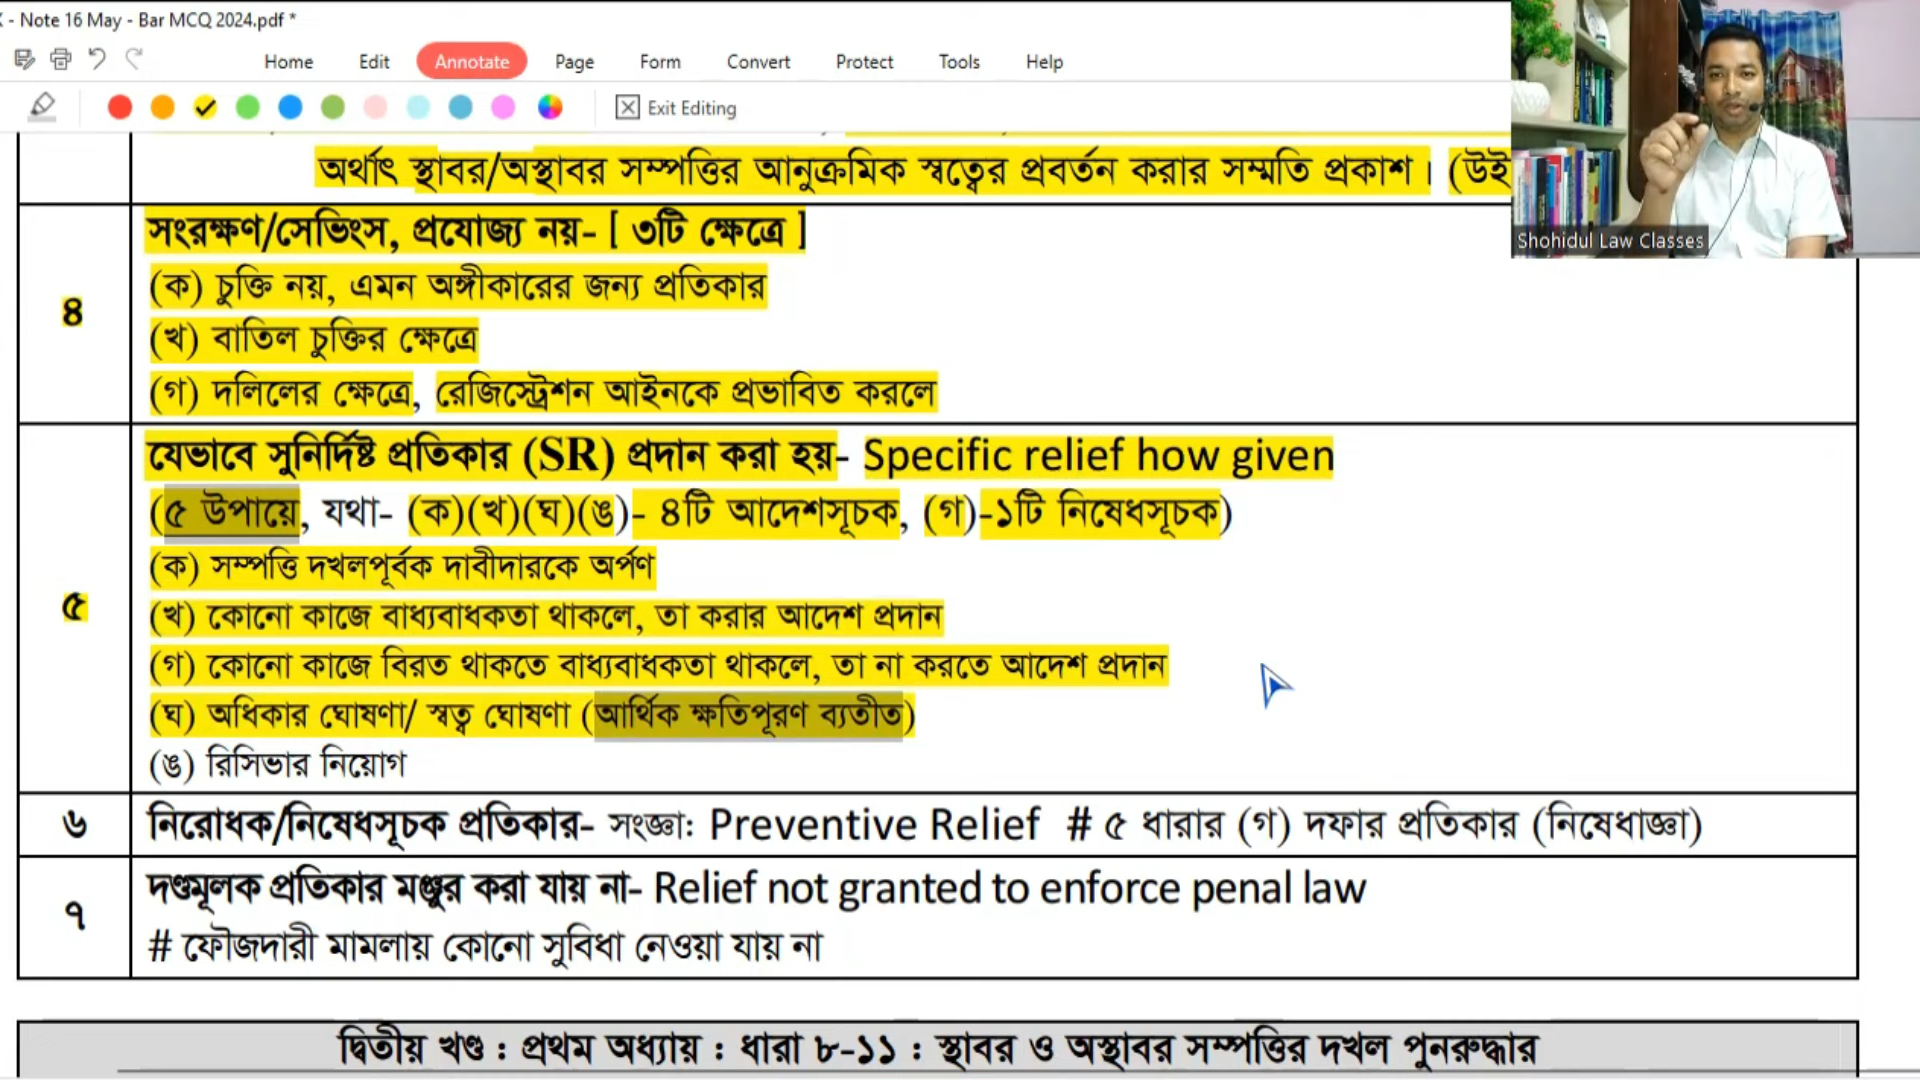 - Note 16 May - Bar MCQ 2024.pdf *
Home Edit Annotate Page Form Convert Protect Tools Help
Exit Editing
Shohidul Law Classes
অর্থাৎ স্থাবর/অস্থাবর সম্পত্তির আনুক্রমিক স্বত্বের প্রবর্তন করার সম্মতি প্রকাশ। (উই
৪
সংরক্ষণ/সেভিংস, প্রযোজ্য নয়- [ ৩টি ক্ষেত্রে ]
(ক) চুক্তি নয়, এমন অঙ্গীকারের জন্য প্রতিকার
(খ) বাতিল চুক্তির ক্ষেত্রে
(গ) দলিলের ক্ষেত্রে, রেজিস্ট্রেশন আইনকে প্রভাবিত করলে
৫
যেভাবে সুনির্দিষ্ট প্রতিকার (SR) প্রদান করা হয়- Specific relief how given
(৫ উপায়ে, যথা- (ক)(খ)(ঘ)(ঙ)- ৪টি আদেশসূচক, (গ)-১টি নিষেধসূচক)
(ক) সম্পত্তি দখলপূর্বক দাবীদারকে অর্পণ
(খ) কোনো কাজে বাধ্যবাধকতা থাকলে, তা করার আদেশ প্রদান
(গ) কোনো কাজে বিরত থাকতে বাধ্যবাধকতা থাকলে, তা না করতে আদেশ প্রদান
(ঘ) অধিকার ঘোষণা/ স্বত্ব ঘোষণা (আর্থিক ক্ষতিপূরণ ব্যতীত)
(ঙ) রিসিভার নিয়োগ
৬
নিরোধক/নিষেধসূচক প্রতিকার- সংজ্ঞা: Preventive Relief # ৫ ধারার (গ) দফার প্রতিকার (নিষেধাজ্ঞা)
৭
দণ্ডমূলক প্রতিকার মঞ্জুর করা যায় না- Relief not granted to enforce penal law
# ফৌজদারী মামলায় কোনো সুবিধা নেওয়া যায় না
দ্বিতীয় খণ্ড : প্রথম অধ্যায় : ধারা ৮-১১ : স্থাবর ও অস্থাবর সম্পত্তির দখল পুনরুদ্ধার